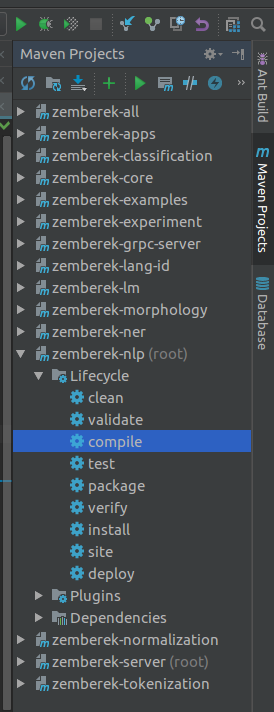 Maven Projects
zemberek-all
zemberek-apps
zemberek-classification
zemberek-core
zemberek-examples
zemberek-experiment
zemberek-grpc-server
zemberek-lang-id
zemberek-lm
zemberek-morphology
zemberek-ner
zemberek-nlp (root)
Lifecycle
clean
validate
compile
test
package
verify
install
site
deploy
Plugins
Dependencies
zemberek-normalization
zemberek-server (root)
zemberek-tokenization
Ant Build
Maven Projects
Database